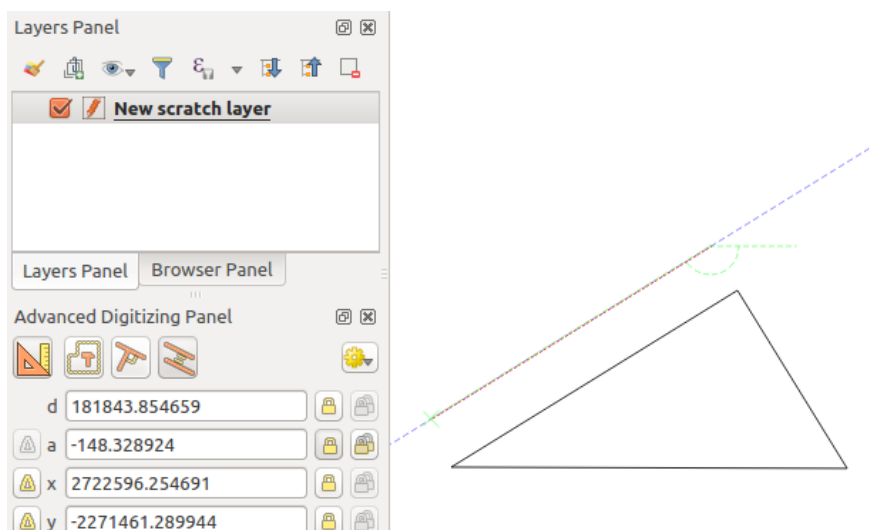 Layers Panel
New scratch layer
Layers Panel
Browser Panel
Advanced Digitizing Panel
d 181843.854659
a -148.328924
x 2722596.254691
y -2271461.289944